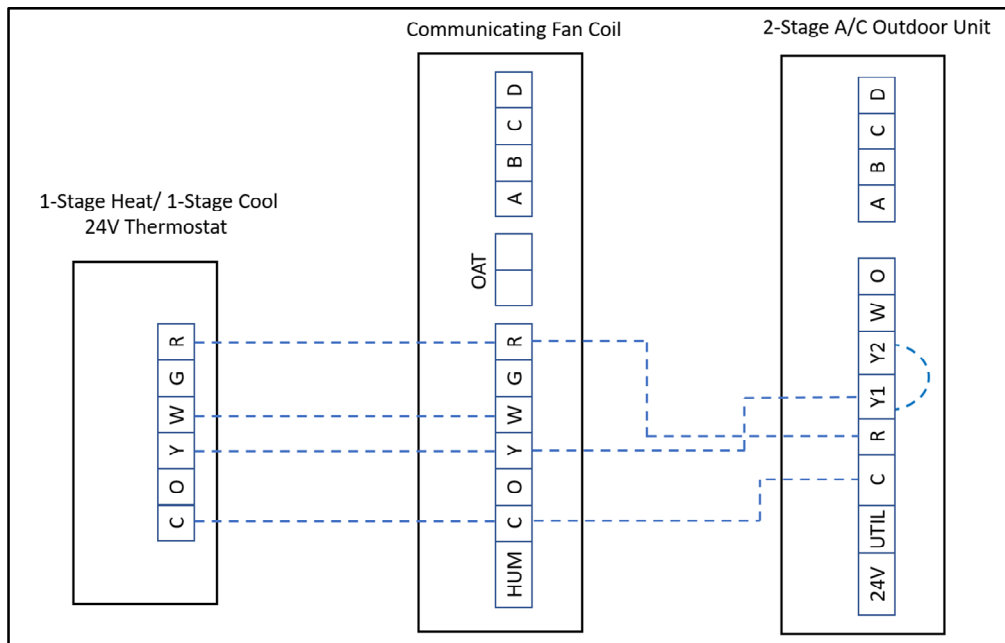 Communicating Fan Coil
2-Stage A/C Outdoor Unit
1-Stage Heat/ 1-Stage Cool
24V Thermostat
R
G
W
Y
O
C
D
C
B
A
OAT
R
G
W
Y
O
C
HUM
D
C
B
A
O
W
Y2
Y1
R
C
UTIL
24V